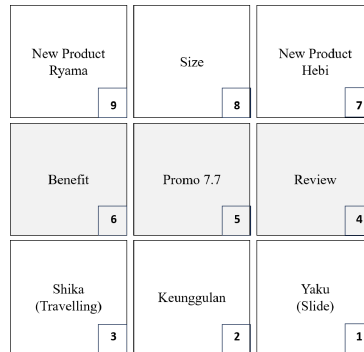 New Product
Ryama
9
Size
8
New Product
Hebi
7
Benefit
6
Promo 7.7
5
Review
4
Shika
(Travelling)
3
Keunggulan
2
Yaku
(Slide)
1